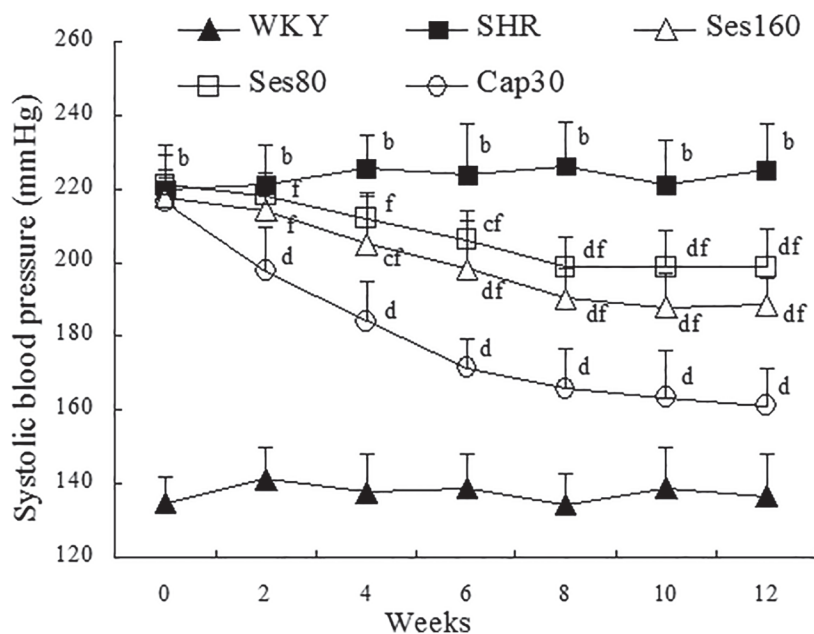 WKY SHR Ses160
Ses80 Cap30
Systolic blood pressure (mmHg)
260
240
220
200
180
160
140
120
b b b b b b b
f f cf df df df
f cf df df df df
d d d d d d
0 2 4 6 8 10 12
Weeks